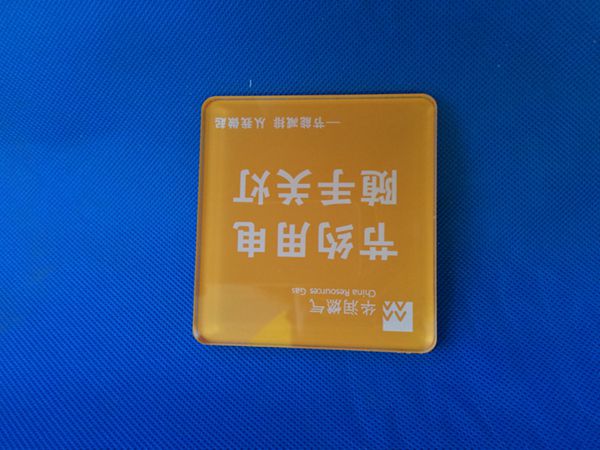 华润燃气
China Resources Gas
节约用电
随手关灯
—节能减排 从我做起